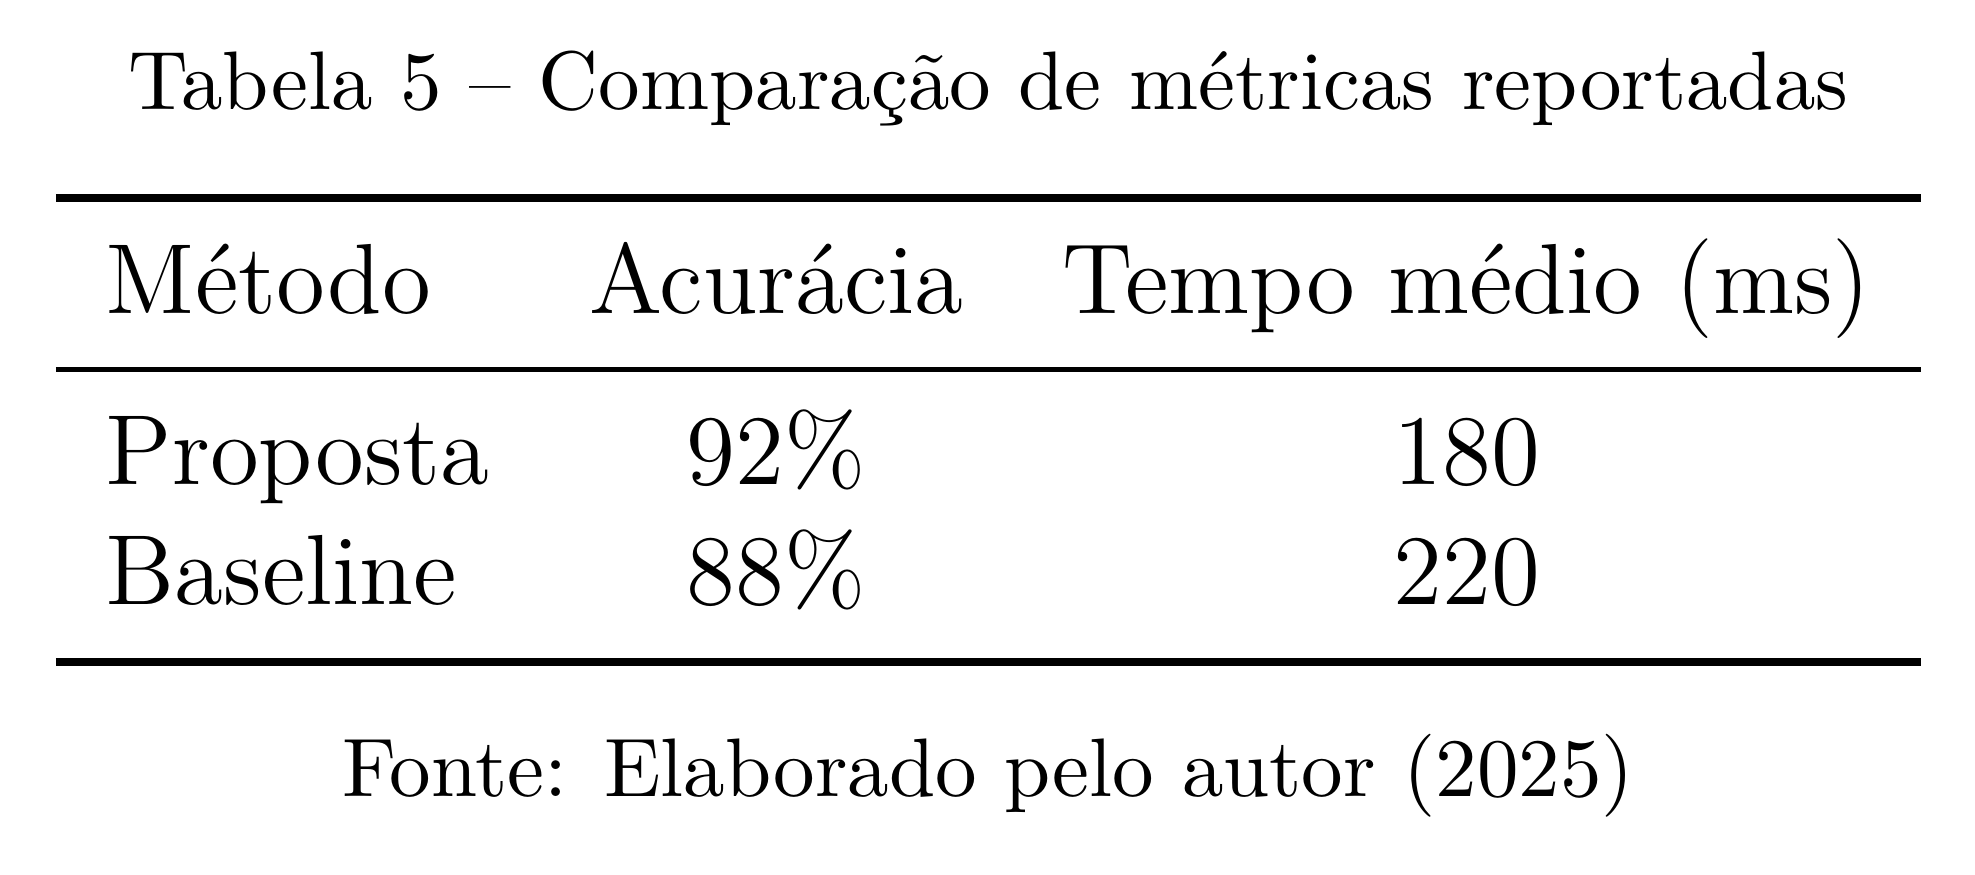 Tabela 5 – Comparação de métricas reportadas
Método Acurácia Tempo médio (ms)
Proposta 92% 180
Baseline 88% 220
Fonte: Elaborado pelo autor (2025)